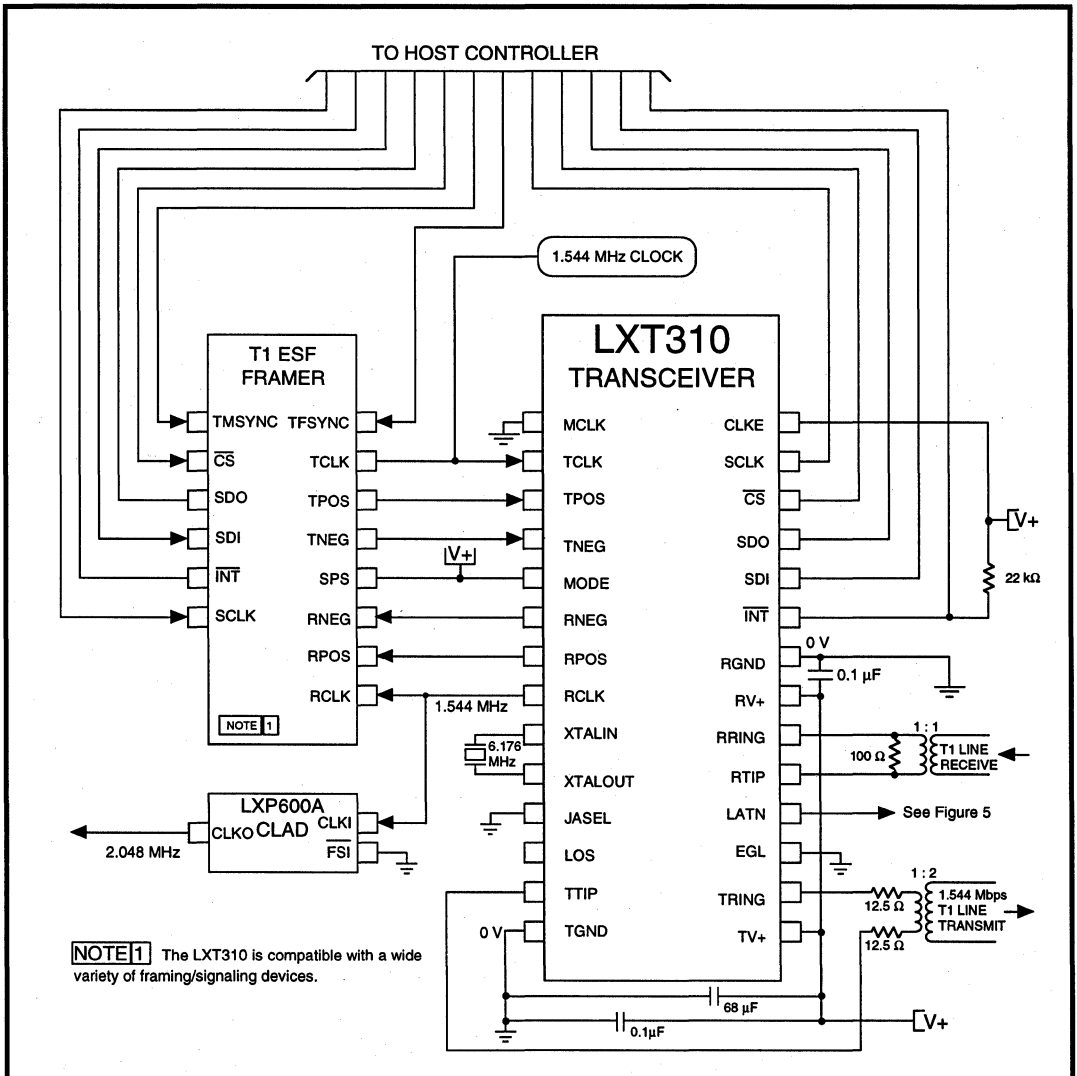 TO HOST CONTROLLER
1.544 MHz CLOCK
T1 ESF
FRAMER
TMSYNC TFSYNC
CS TCLK
SDO TPOS
SDI TNEG
INT SPS
SCLK RNEG
RPOS
RCLK
NOTE 1
V+
1.544 MHz
LXT310
TRANSCEIVER
MCLK CLKE
TCLK SCLK
TPOS CS
TNEG SDO
MODE SDI
RNEG INT
RPOS RGND
RCLK RV+
XTALIN RRING
XTALOUT RTIP
JASEL LATN
LOS EGL
TTIP TRING
TGND TV+
6.176
MHz
V+
22 kΩ
0 V
0.1 µF
1 : 1
100 Ω
T1 LINE
RECEIVE
See Figure 5
1 : 2
12.5 Ω
12.5 Ω
1.544 Mbps
T1 LINE
TRANSMIT
LXP600A
CLAD
CLKO
CLKI
FSI
2.048 MHz
0 V
68 µF
0.1µF
V+
NOTE 1 The LXT310 is compatible with a wide
variety of framing/signaling devices.